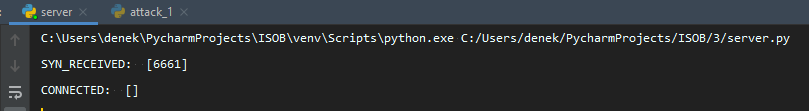 server × attack_1 ×
C:\Users\denek\PycharmProjects\ISOB\venv\Scripts\python.exe C:/Users/denek/PycharmProjects/ISOB/3/server.py
SYN_RECEIVED: [6661]
CONNECTED: []